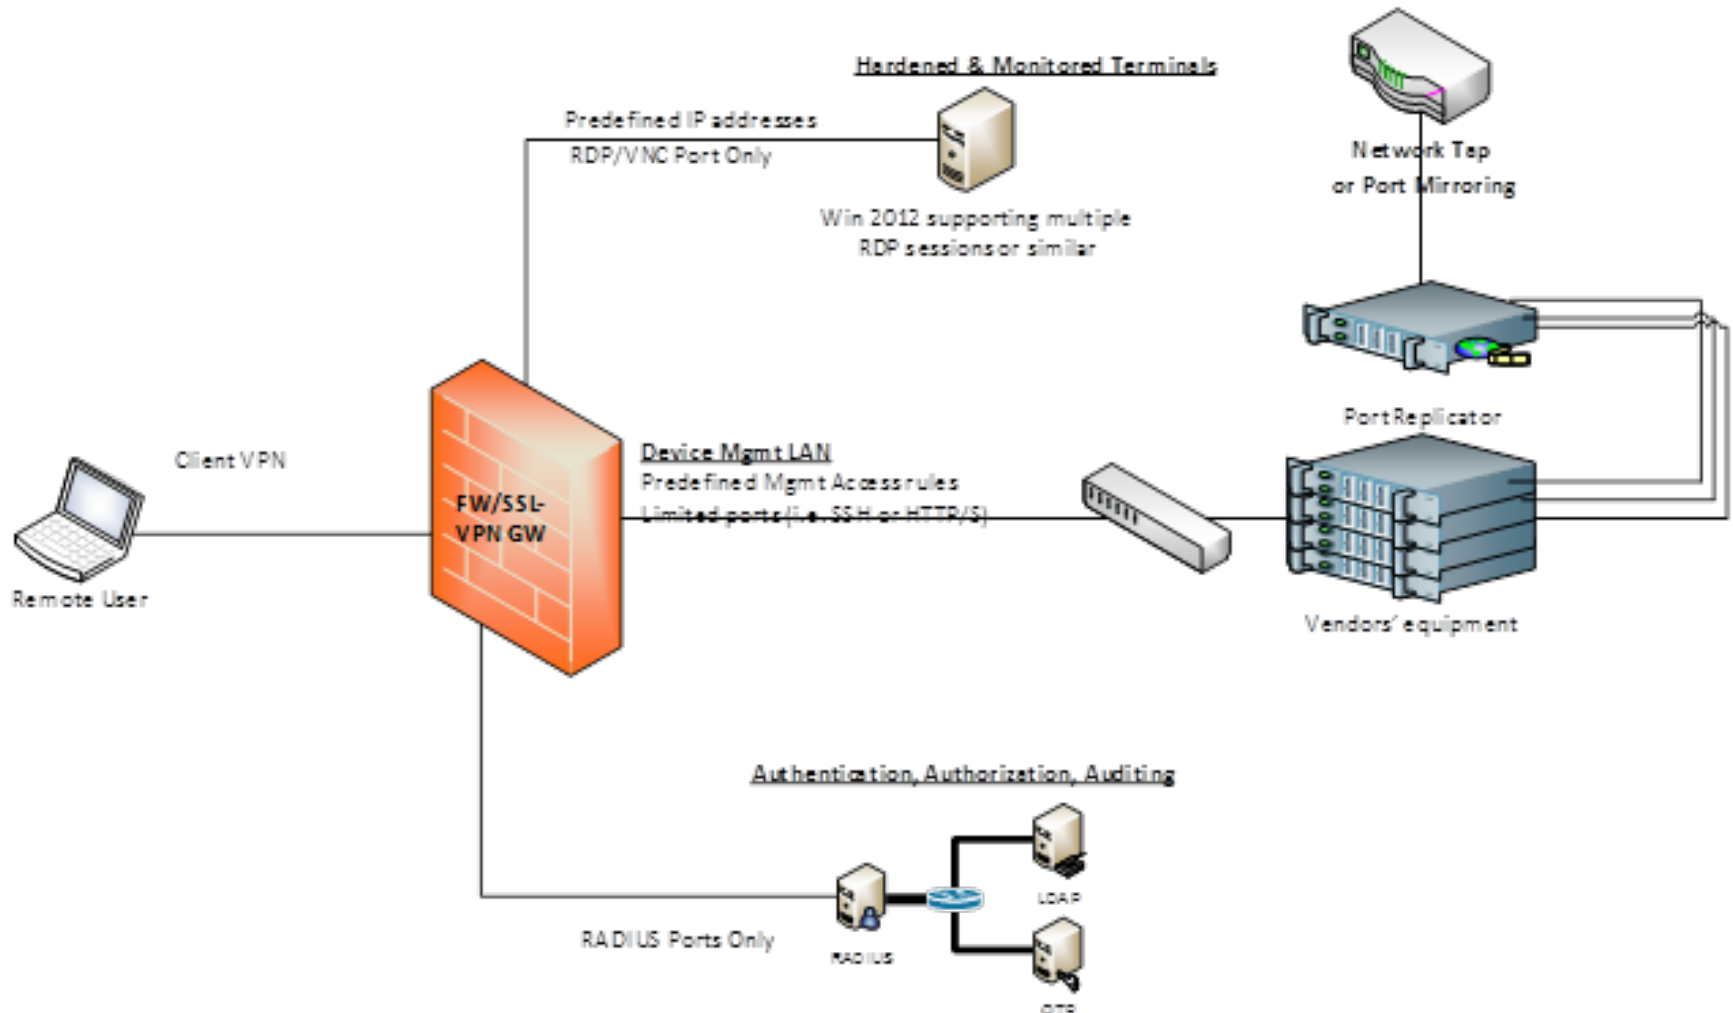 Hardened & Monitored Terminals
Predefined IP addresses
RDP/VNC Port Only
Win 2012 supporting multiple
RDP sessions or similar
Network Tap
or Port Mirroring
Port Replicator
Client VPN
Device Mgmt LAN
Predefined Mgmt Access rules
Limited ports (i.e. SSH or HTTP/S)
FW/SSL-
VPN GW
Remote User
Vendors' equipment
Authentication, Authorization, Auditing
LDAP
RADIUS Ports Only
RADIUS
OTP